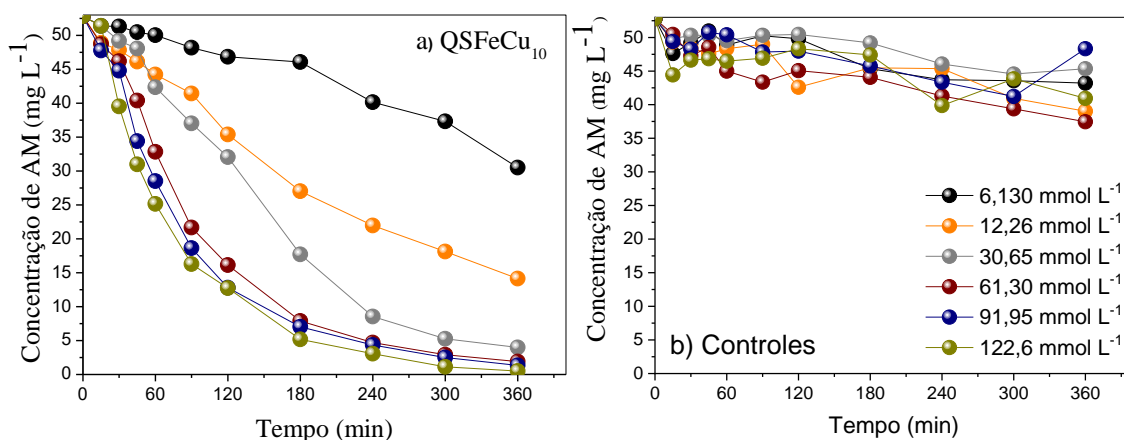 a) QSFeCu₁₀
Concentração de AM (mg L⁻¹)
50
45
40
35
30
25
20
15
10
5
0
0 60 120 180 240 300 360
Tempo (min)
Concentração de AM (mg L⁻¹)
50
45
40
35
30
25
20
15
10
5
0
6,130 mmol L⁻¹
12,26 mmol L⁻¹
30,65 mmol L⁻¹
61,30 mmol L⁻¹
91,95 mmol L⁻¹
122,6 mmol L⁻¹
b) Controles
0 60 120 180 240 300 360
Tempo (min)